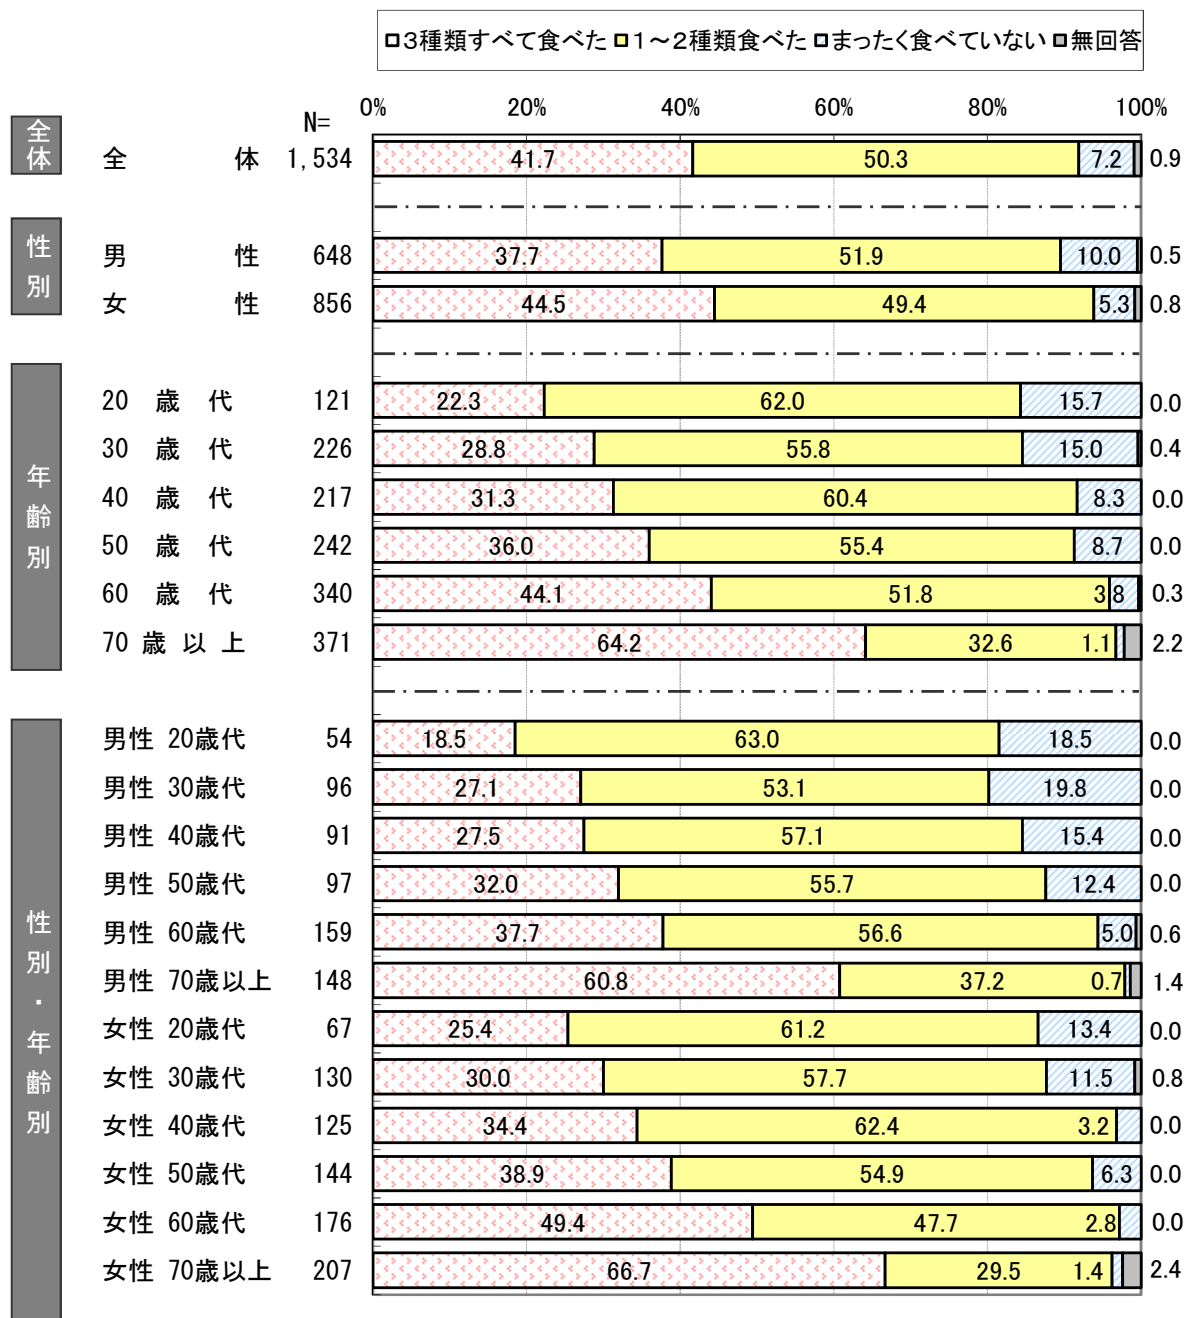 □3種類すべて食べた □1～2種類食べた □まったく食べていない □無回答
0% 20% 40% 60% 80% 100%
N=
全体
全 体 1,534 41.7 50.3 7.2 0.9
性別
男 性 648 37.7 51.9 10.0 0.5
女 性 856 44.5 49.4 5.3 0.8
年齢別
20 歳 代 121 22.3 62.0 15.7 0.0
30 歳 代 226 28.8 55.8 15.0 0.4
40 歳 代 217 31.3 60.4 8.3 0.0
50 歳 代 242 36.0 55.4 8.7 0.0
60 歳 代 340 44.1 51.8 3.8 0.3
70 歳 以 上 371 64.2 32.6 1.1 2.2
性別・年齢別
男性 20歳代 54 18.5 63.0 18.5 0.0
男性 30歳代 96 27.1 53.1 19.8 0.0
男性 40歳代 91 27.5 57.1 15.4 0.0
男性 50歳代 97 32.0 55.7 12.4 0.0
男性 60歳代 159 37.7 56.6 5.0 0.6
男性 70歳以上 148 60.8 37.2 0.7 1.4
女性 20歳代 67 25.4 61.2 13.4 0.0
女性 30歳代 130 30.0 57.7 11.5 0.8
女性 40歳代 125 34.4 62.4 3.2 0.0
女性 50歳代 144 38.9 54.9 6.3 0.0
女性 60歳代 176 49.4 47.7 2.8 0.0
女性 70歳以上 207 66.7 29.5 1.4 2.4